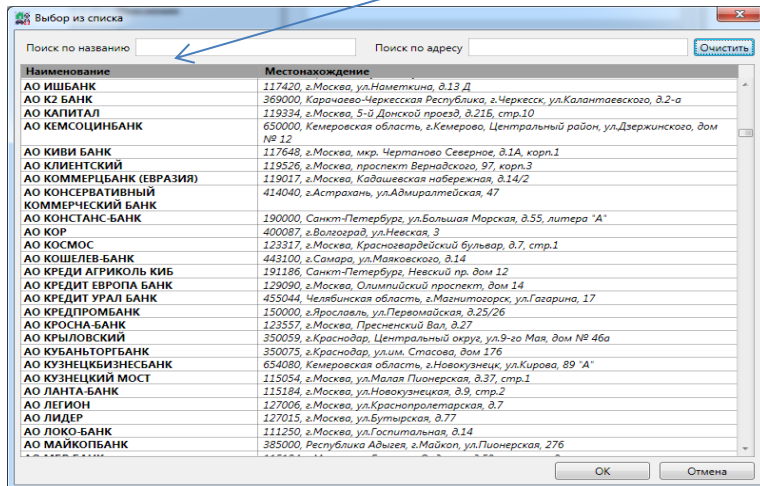 Выбор из списка
Поиск по названию Поиск по адресу Очистить
Наименование Местонахождение
АО ИШБАНК 117420, г.Москва, ул.Наметкина, д.13 Д
АО К2 БАНК 369000, Карачаево-Черкесская Республика, г.Черкесск, ул.Калантаевского, д.2-а
АО КАПИТАЛ 119334, г.Москва, 5-й Донской проезд, д.21Б, стр.10
АО КЕМСОЦИНБАНК 650000, Кемеровская область, г.Кемерово, Центральный район, ул.Дзержинского, дом
№ 12
АО КИВИ БАНК 117648, г.Москва, мкр. Чертаново Северное, д.1А, корп.1
АО КЛИЕНТСКИЙ 119526, г.Москва, проспект Вернадского, 97, корп.3
АО КОММЕРЦБАНК (ЕВРАЗИЯ) 119017, г.Москва, Кадашевская набережная, д.14/2
АО КОНСЕРВАТИВНЫЙ 414040, г.Астрахань, ул.Адмиралтейская, 47
КОММЕРЧЕСКИЙ БАНК
АО КОНСТАНС-БАНК 190000, Санкт-Петербург, ул.Большая Морская, д.55, литера "А"
АО КОР 400087, г.Волгоград, ул.Невская, 3
АО КОСМОС 123317, г.Москва, Красногвардейский бульвар, д.7, стр.1
АО КОШЕЛЕВ-БАНК 443100, г.Самара, ул.Маяковского, д.14
АО КРЕДИ АГРИКОЛЬ КИБ 191186, Санкт-Петербург, Невский пр. дом 12
АО КРЕДИТ ЕВРОПА БАНК 129090, г.Москва, Олимпийский проспект, дом 14
АО КРЕДИТ УРАЛ БАНК 455044, Челябинская область, г.Магнитогорск, ул.Гагарина, 17
АО КРЕДПРОМБАНК 150000, г.Ярославль, ул.Первомайская, д.25/26
АО КРОСНА-БАНК 123557, г.Москва, Пресненский Вал, д.27
АО КРЫЛОВСКИЙ 350059, г.Краснодар, Центральный округ, ул.9-го Мая, дом № 46а
АО КУБАНЬТОРГБАНК 350075, г.Краснодар, ул.им. Стасова, дом 176
АО КУЗНЕЦКБИЗНЕСБАНК 654080, Кемеровская область, г.Новокузнецк, ул.Кирова, 89 "А"
АО КУЗНЕЦКИЙ МОСТ 115054, г.Москва, ул.Малая Пионерская, д.37, стр.1
АО ЛАНТА-БАНК 115184, г.Москва, ул.Новокузнецкая, д.9, стр.2
АО ЛЕГИОН 127006, г.Москва, ул.Краснопролетарская, д.7
АО ЛИДЕР 127015, г.Москва, ул.Бутырская, д.77
АО ЛОКО-БАНК 111250, г.Москва, ул.Госпитальная, д.14
АО МАЙКОПБАНК 385000, Республика Адыгея, г.Майкоп, ул.Пионерская, 276
OK Отмена